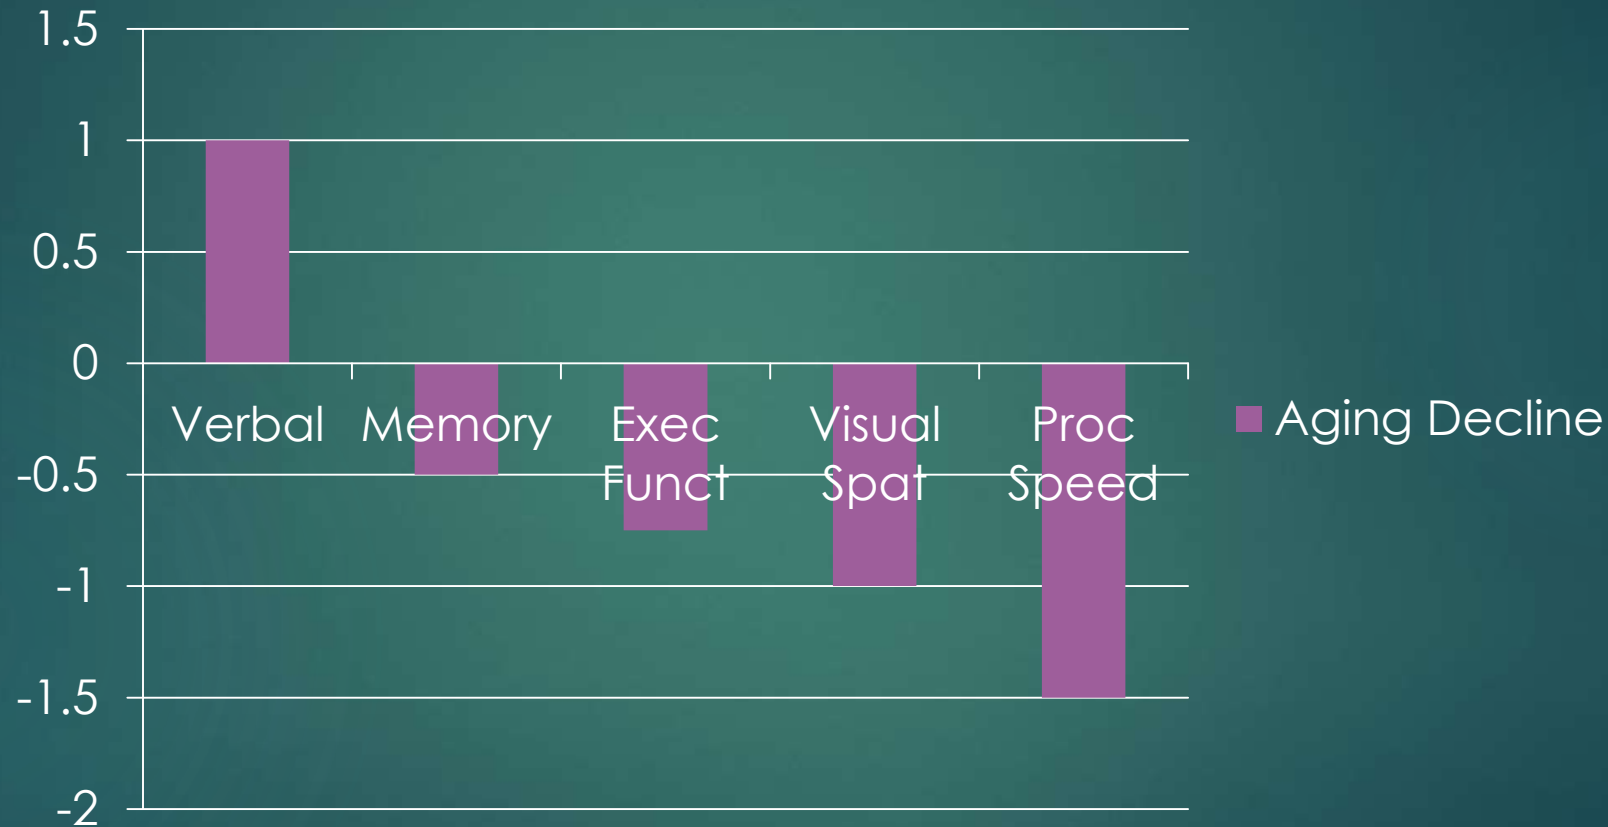 1.5
1
0.5
0
-0.5
-1
-1.5
-2
Verbal
Memory
Exec
Funct
Visual
Spat
Proc
Speed
Aging Decline